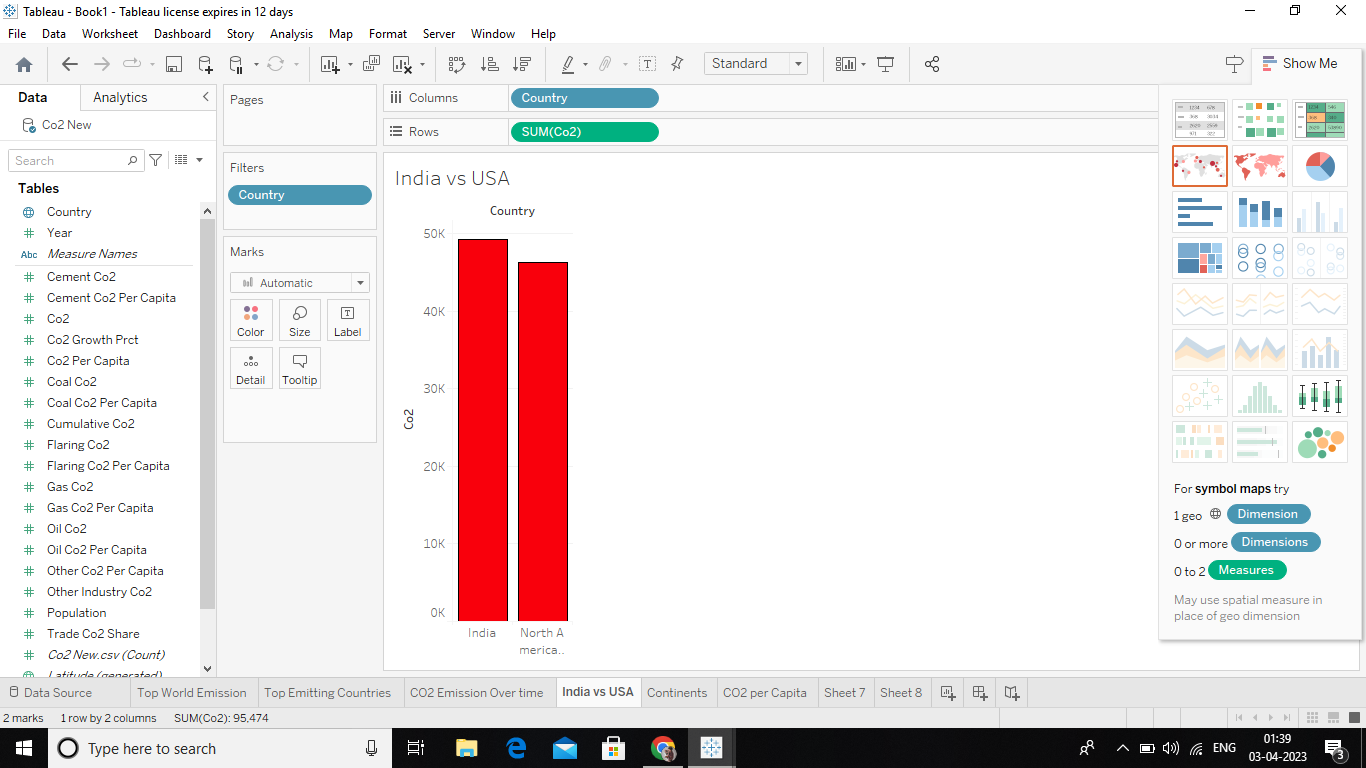 Tableau - Book1 - Tableau license expires in 12 days
File Data Worksheet Dashboard Story Analysis Map Format Server Window Help
Standard
Show Me
Data Analytics
Co2 New
Search
Tables
Country
Year
Abc Measure Names
Cement Co2
Cement Co2 Per Capita
Co2
Co2 Growth Prct
Co2 Per Capita
Coal Co2
Coal Co2 Per Capita
Cumulative Co2
Flaring Co2
Flaring Co2 Per Capita
Gas Co2
Gas Co2 Per Capita
Oil Co2
Oil Co2 Per Capita
Other Co2 Per Capita
Other Industry Co2
Population
Trade Co2 Share
Co2 New.csv (Count)
Latitude (generated)
Pages
Filters
Country
Marks
Automatic
Color Size Label
Detail Tooltip
Columns Country
Rows SUM(Co2)
India vs USA
Country
50K
40K
30K
20K
10K
0K
Co2
India North A
merica..
For symbol maps try
1 geo Dimension
0 or more Dimensions
0 to 2 Measures
May use spatial measure in
place of geo dimension
Data Source Top World Emission Top Emitting Countries CO2 Emission Over time India vs USA Continents CO2 per Capita Sheet 7 Sheet 8
2 marks 1 row by 2 columns SUM(Co2): 95,474
Type here to search
ENG
01:39
03-04-2023
3